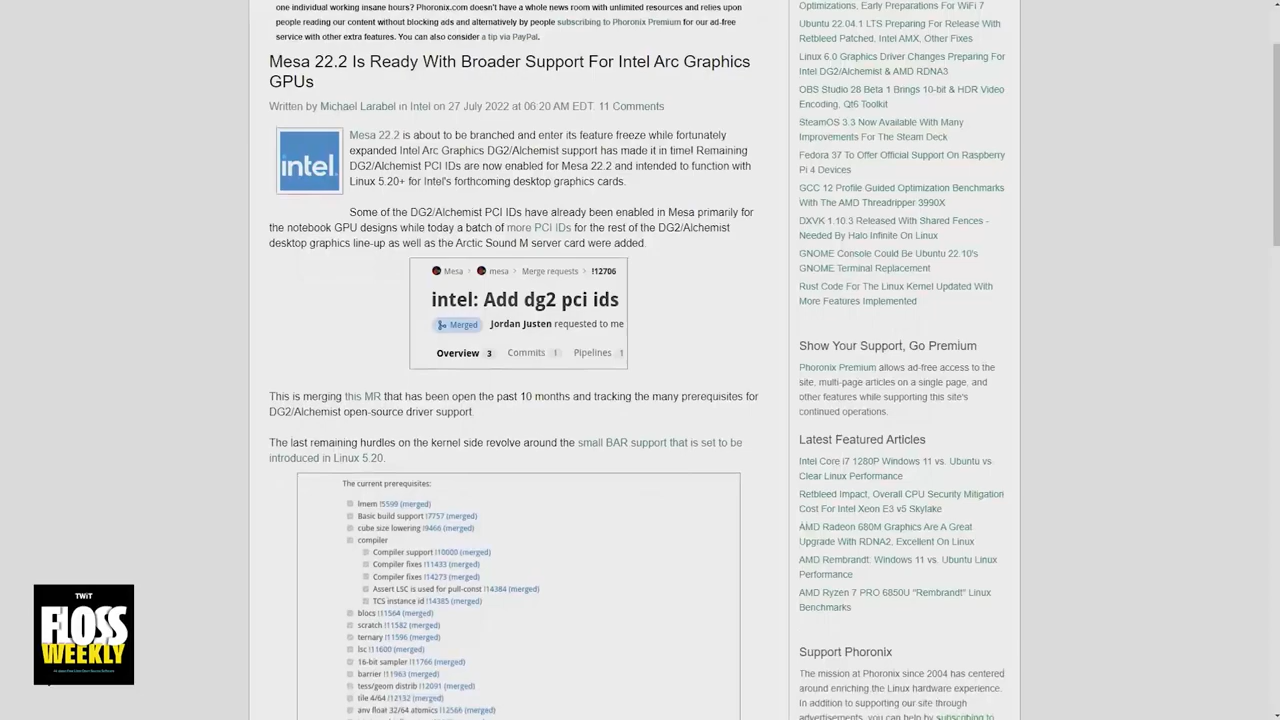 one individual working insane hours? Phoronix.com doesn't have a whole news room with unlimited resources and relies upon
people reading our content without blocking ads and alternatively by people subscribing to Phoronix Premium for our ad-free
service with other extra features. You can also consider a tip via PayPal.
Mesa 22.2 Is Ready With Broader Support For Intel Arc Graphics
GPUs
Written by Michael Larabel in Intel on 27 July 2022 at 06:20 AM EDT. 11 Comments
intel.
Mesa 22.2 is about to be branched and enter its feature freeze while fortunately
expanded Intel Arc Graphics DG2/Alchemist support has made it in time! Remaining
DG2/Alchemist PCI IDs are now enabled for Mesa 22.2 and intended to function with
Linux 5.20+ for Intel's forthcoming desktop graphics cards.
Some of the DG2/Alchemist PCI IDs have already been enabled in Mesa primarily for
the notebook GPU designs while today a batch of more PCI IDs for the rest of the DG2/Alchemist
desktop graphics line-up as well as the Arctic Sound M server card were added.
Mesa > mesa > Merge requests > !12706
intel: Add dg2 pci ids
Merged Jordan Justen requested to me
Overview 3 Commits 1 Pipelines 1
This is merging this MR that has been open the past 10 months and tracking the many prerequisites for
DG2/Alchemist open-source driver support.
The last remaining hurdles on the kernel side revolve around the small BAR support that is set to be
introduced in Linux 5.20.
The current prerequisites:
lmem !5599 (merged)
Basic build support !7757 (merged)
cube size lowering !9466 (merged)
compiler
Compiler support !10000 (merged)
Compiler fixes !11433 (merged)
Compiler fixes !14273 (merged)
Assert LSC is used for pull-const !14384 (merged)
TCS instance id !14385 (merged)
blocs !11564 (merged)
scratch !11582 (merged)
ternary !11596 (merged)
lsc !11600 (merged)
16-bit sampler !11766 (merged)
barrier !11963 (merged)
tess/geom distrib !12091 (merged)
tile 4/64 !12132 (merged)
anv float 32/64 atomics !12566 (merged)
Optimizations, Early Preparations For WiFi 7
Ubuntu 22.04.1 LTS Preparing For Release With
Retbleed Patched, Intel AMX, Other Fixes
Linux 6.0 Graphics Driver Changes Preparing For
Intel DG2/Alchemist & AMD RDNA3
OBS Studio 28 Beta 1 Brings 10-bit & HDR Video
Encoding, Qt6 Toolkit
SteamOS 3.3 Now Available With Many
Improvements For The Steam Deck
Fedora 37 To Offer Official Support On Raspberry
Pi 4 Devices
GCC 12 Profile Guided Optimization Benchmarks
With The AMD Threadripper 3990X
DXVK 1.10.3 Released With Shared Fences -
Needed By Halo Infinite On Linux
GNOME Console Could Be Ubuntu 22.10's
GNOME Terminal Replacement
Rust Code For The Linux Kernel Updated With
More Features Implemented
Show Your Support, Go Premium
Phoronix Premium allows ad-free access to the
site, multi-page articles on a single page, and
other features while supporting this site's
continued operations.
Latest Featured Articles
Intel Core i7 1280P Windows 11 vs. Ubuntu vs.
Clear Linux Performance
Retbleed Impact, Overall CPU Security Mitigation
Cost For Intel Xeon E3 v5 Skylake
AMD Radeon 680M Graphics Are A Great
Upgrade With RDNA2, Excellent On Linux
AMD Rembrandt: Windows 11 vs. Ubuntu Linux
Performance
AMD Ryzen 7 PRO 6850U "Rembrandt" Linux
Benchmarks
Support Phoronix
The mission at Phoronix since 2004 has centered
around enriching the Linux hardware experience.
In addition to supporting our site through
advertisements, you can help by subscribing to
TWiT
FLOSS
WEEKLY